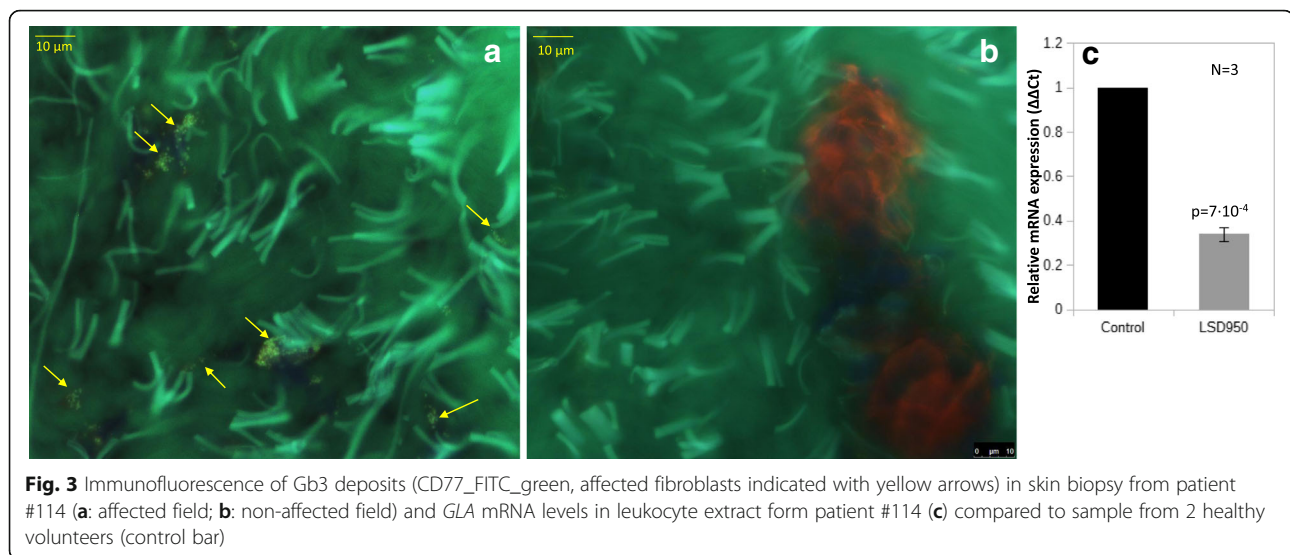 10 µm
a
10 µm
b
0 µm 10
c
N=3
Relative mRNA expression (ΔΔCt)
1.2
1
0.8
0.6
0.4
0.2
0
p=7·10-4
Control
LSD950
Fig. 3 Immunofluorescence of Gb3 deposits (CD77_FITC_green, affected fibroblasts indicated with yellow arrows) in skin biopsy from patient
#114 (a: affected field; b: non-affected field) and GLA mRNA levels in leukocyte extract form patient #114 (c) compared to sample from 2 healthy
volunteers (control bar)